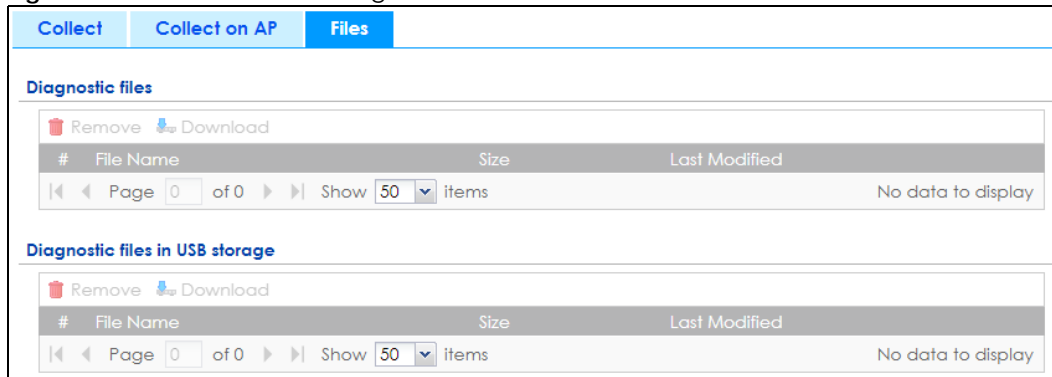 Collect Collect on AP Files
Diagnostic files
Remove Download
# File Name Size Last Modified
Page 0 of 0 Show 50 items No data to display
Diagnostic files in USB storage
Remove Download
# File Name Size Last Modified
Page 0 of 0 Show 50 items No data to display